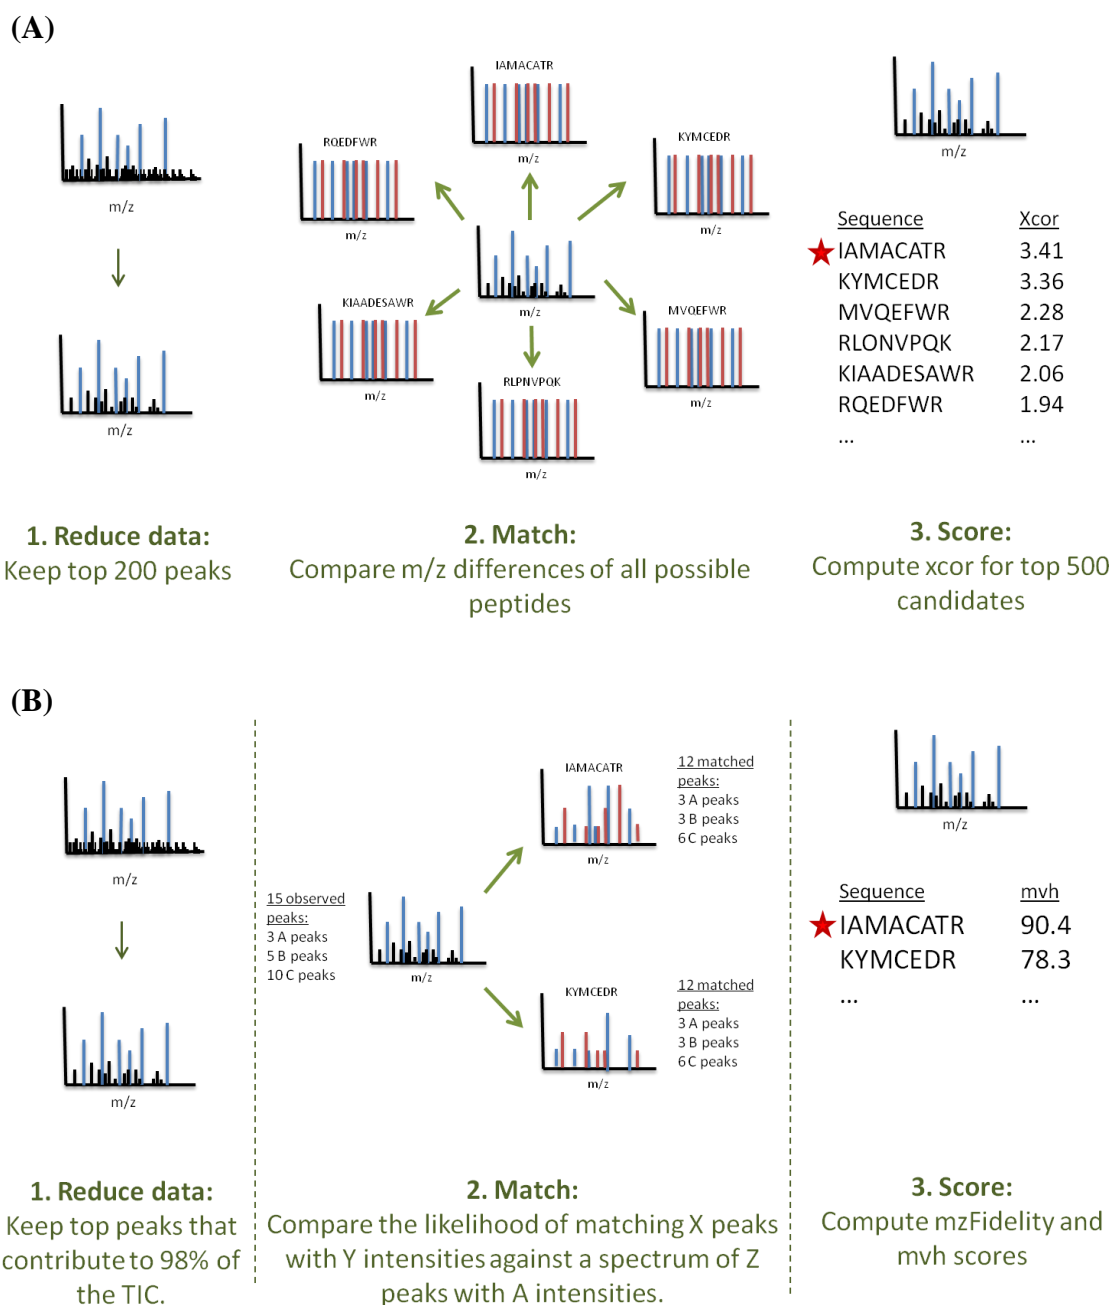 (A)
m/z
m/z
1. Reduce data:
Keep top 200 peaks
IAMACATR
m/z
RQEDFWR
m/z
KYMCEDR
m/z
m/z
KIAADESAWR
m/z
MVQEFWR
m/z
RLPNVPQK
m/z
2. Match:
Compare m/z differences of all possible
peptides
m/z
Sequence Xcor
IAMACATR 3.41
KYMCEDR 3.36
MVQEFWR 2.28
RLONVPQK 2.17
KIAADESAWR 2.06
RQEDFWR 1.94
... ...
3. Score:
Compute xcor for top 500
candidates
(B)
m/z
m/z
1. Reduce data:
Keep top peaks that
contribute to 98% of
the TIC.
15 observed
peaks:
3 A peaks
5 B peaks
10 C peaks
m/z
IAMACATR
m/z
12 matched
peaks:
3 A peaks
3 B peaks
6 C peaks
KYMCEDR
m/z
12 matched
peaks:
3 A peaks
3 B peaks
6 C peaks
2. Match:
Compare the likelihood of matching X peaks
with Y intensities against a spectrum of Z
peaks with A intensities.
m/z
Sequence mvh
IAMACATR 90.4
KYMCEDR 78.3
... ...
3. Score:
Compute mzFidelity and
mvh scores